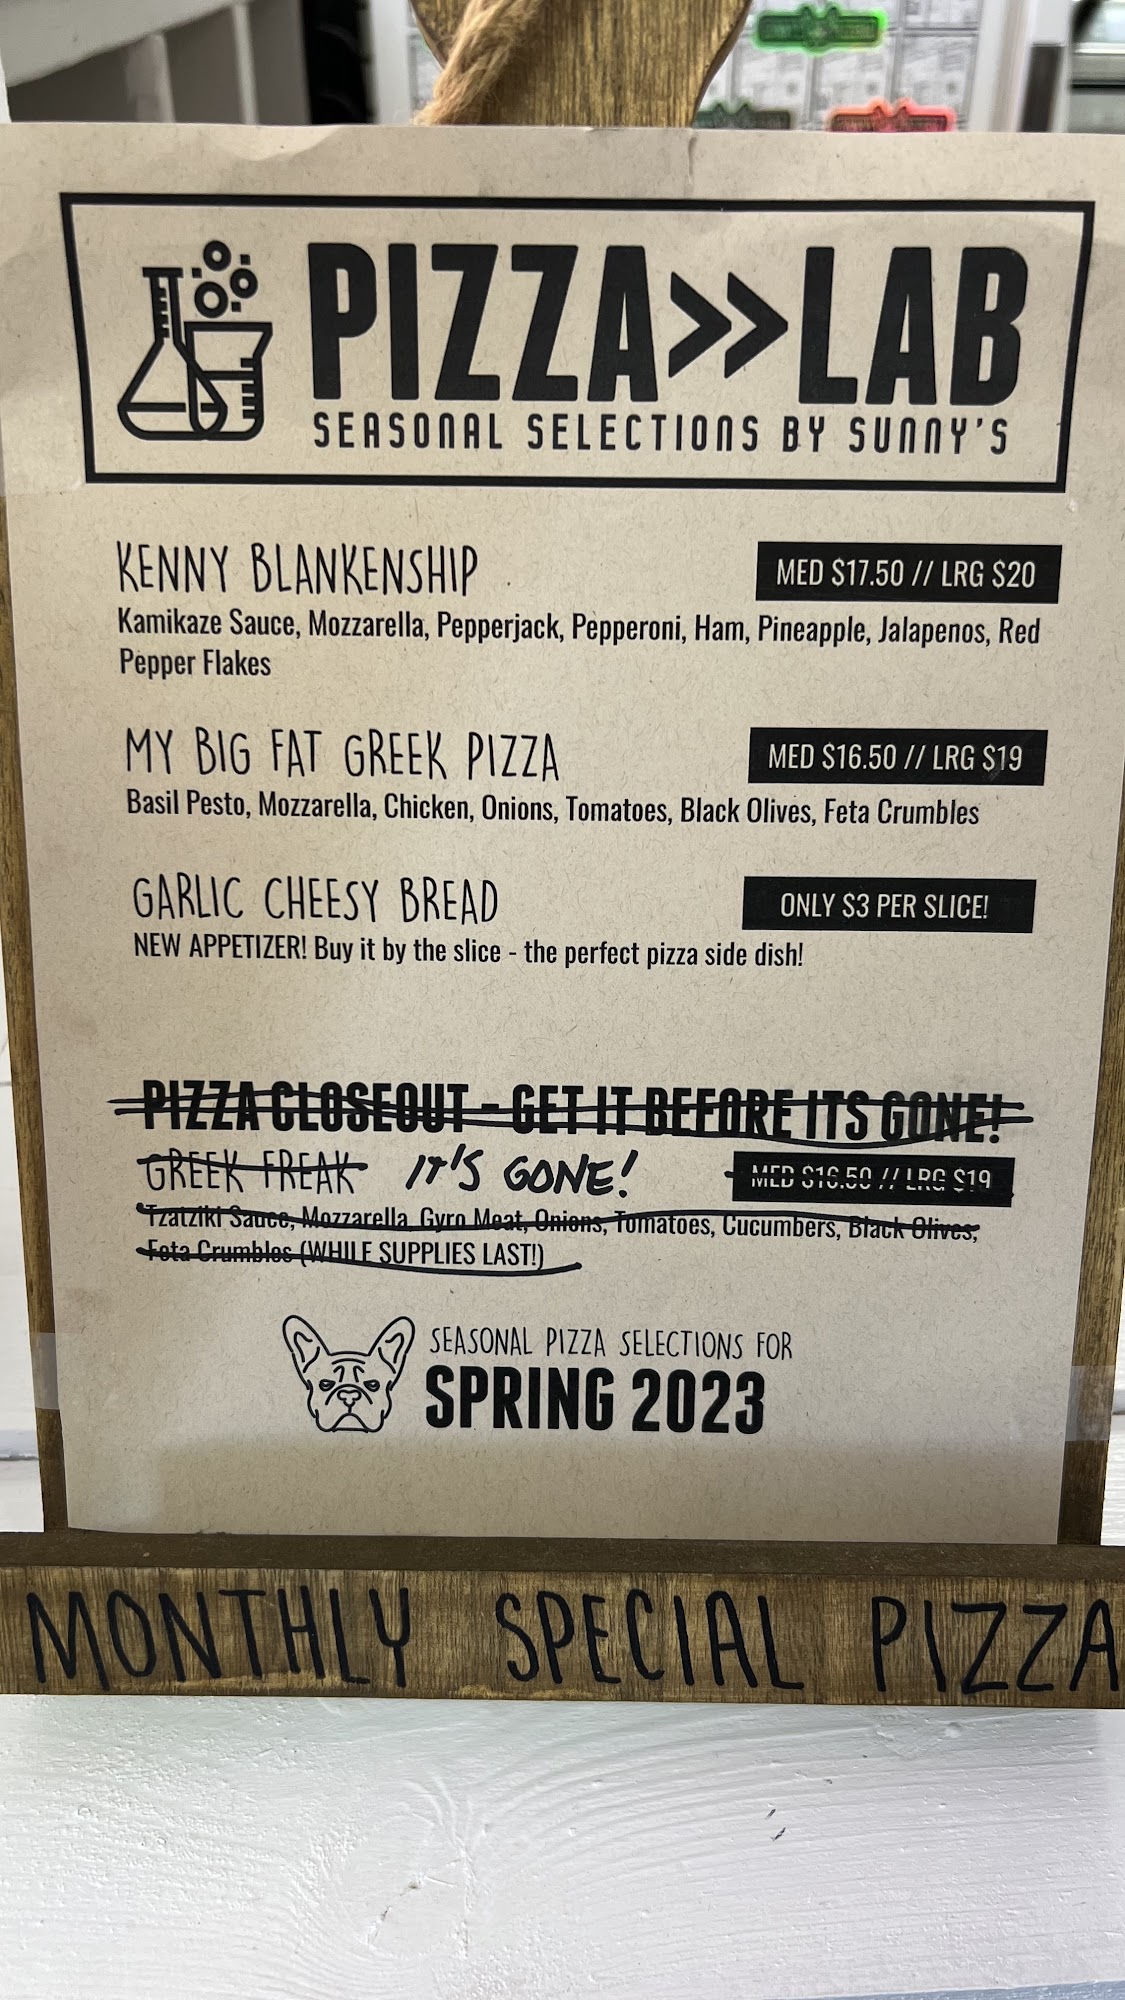 PIZZA>>LAB
SEASONAL SELECTIONS BY SUNNY'S
KENNY BLANKENSHIP
MED $17.50 // LRG $20
Kamikaze Sauce, Mozzarella, Pepperjack, Pepperoni, Ham, Pineapple, Jalapenos, Red
Pepper Flakes
MY BIG FAT GREEK PIZZA
MED $16.50 // LRG $19
Basil Pesto, Mozzarella, Chicken, Onions, Tomatoes, Black Olives, Feta Crumbles
GARLIC CHEESY BREAD
ONLY $3 PER SLICE!
NEW APPETIZER! Buy it by the slice - the perfect pizza side dish!
PIZZA CLOSEOUT - GET IT BEFORE ITS GONE!
GREEK FREAK IT'S GONE!
MED $16.50 // LRG $19
Tzatziki Sauce, Mozzarella, Gyro Meat, Onions, Tomatoes, Cucumbers, Black Olives,
Feta Crumbles (WHILE SUPPLIES LAST!)
SEASONAL PIZZA SELECTIONS FOR
SPRING 2023
MONTHLY SPECIAL PIZZA